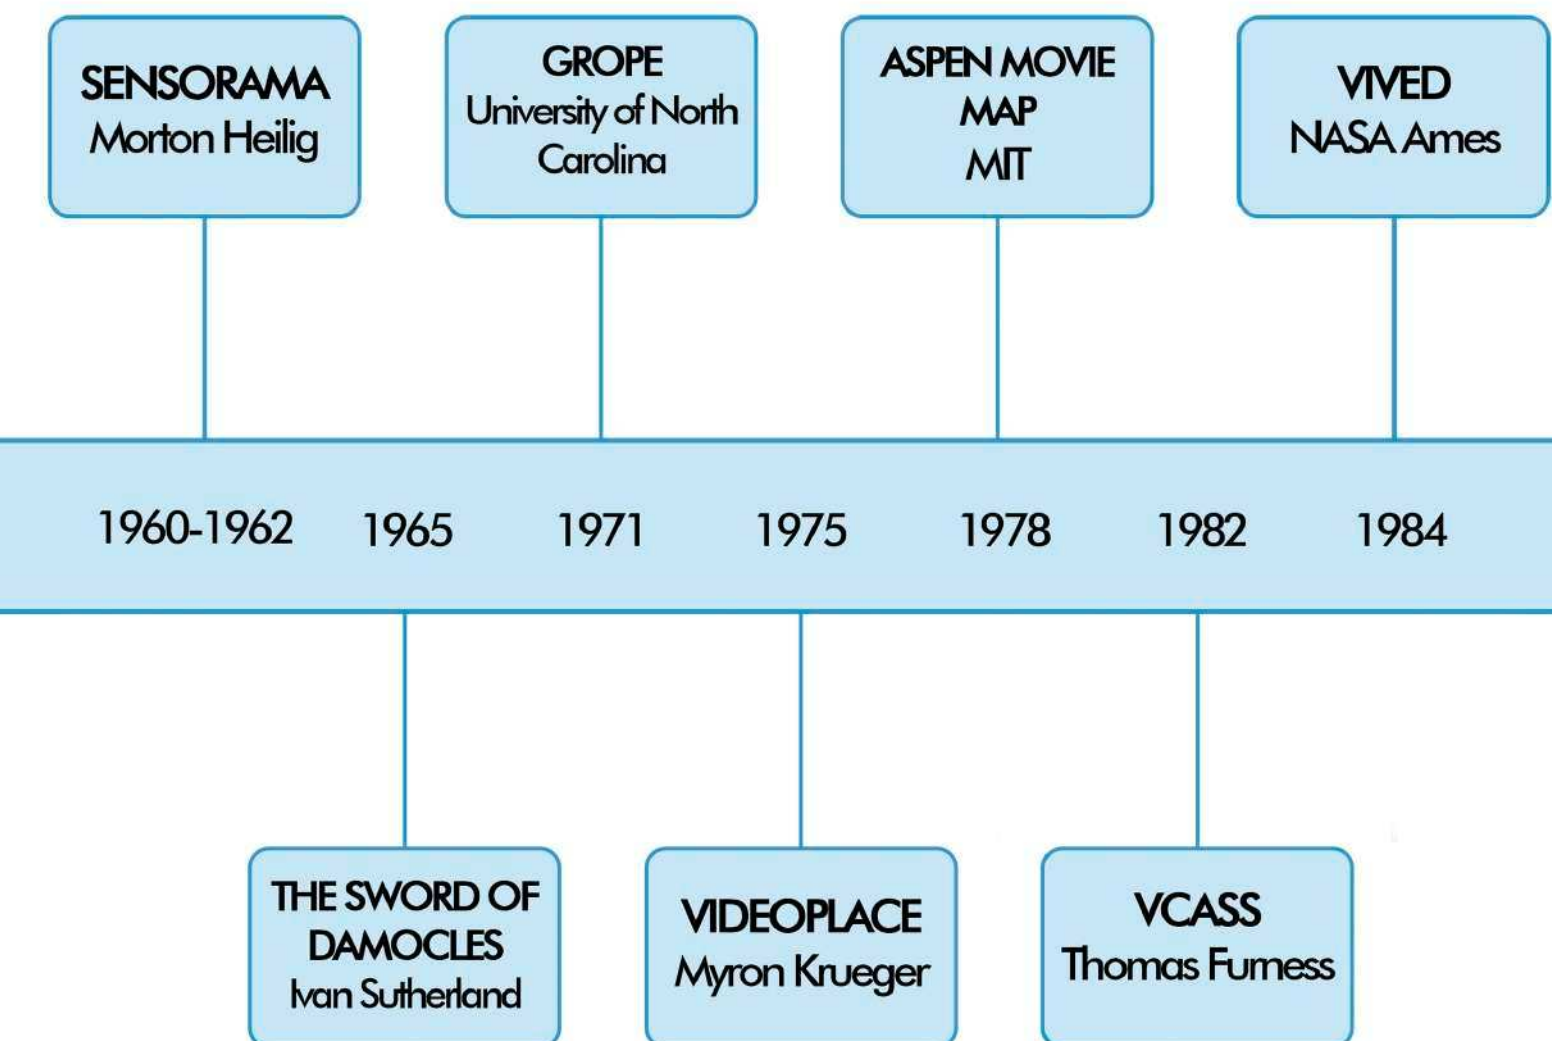 SENSORAMA
Morton Heilig
GROPE
University of North
Carolina
ASPEN MOVIE
MAP
MIT
VIVED
NASA Ames
1960-1962
1965
1971
1975
1978
1982
1984
THE SWORD OF
DAMOCLES
Ivan Sutherland
VIDEOPLACE
Myron Krueger
VCASS
Thomas Furness